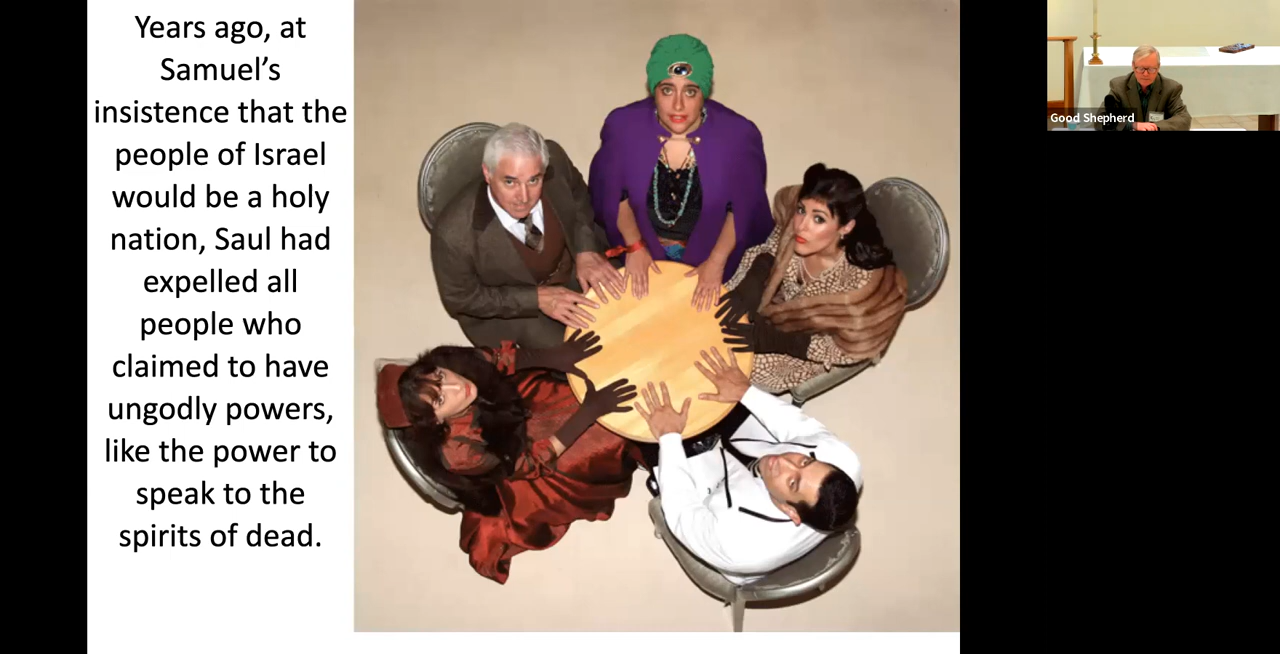 Years ago, at
Samuel’s
insistence that the
people of Israel
would be a holy
nation, Saul had
expelled all
people who
claimed to have
ungodly powers,
like the power to
speak to the
spirits of dead.
Good Shepherd